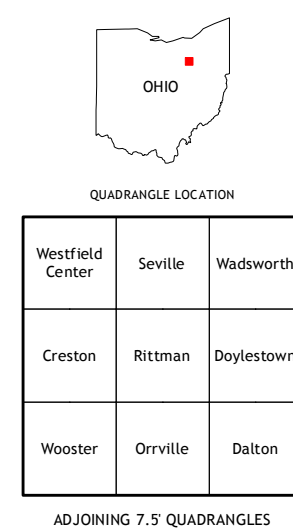 OHIO
QUADRANGLE LOCATION
Westfield
Center
Seville
Wadsworth
Creston
Rittman
Doylestown
Wooster
Orrville
Dalton
ADJOINING 7.5' QUADRANGLES